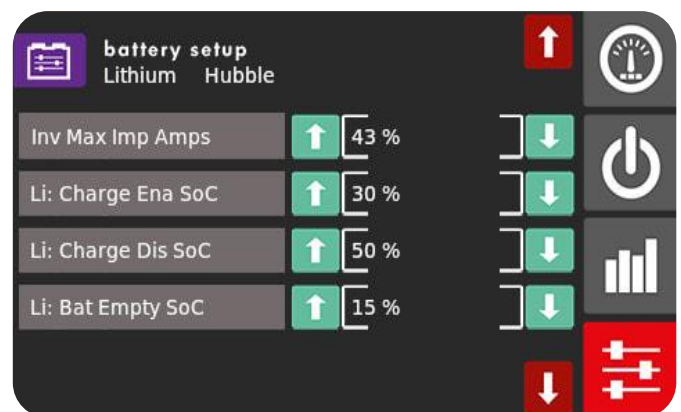 battery setup
Lithium Hubble
Inv Max Imp Amps 43 %
Li: Charge Ena SoC 30 %
Li: Charge Dis SoC 50 %
Li: Bat Empty SoC 15 %